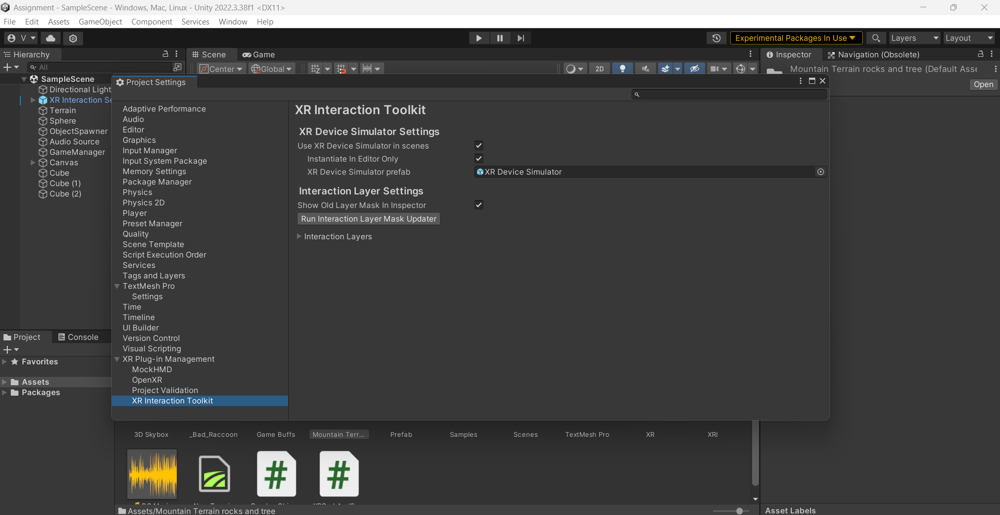 Assignment - SampleScene - Windows, Mac, Linux - Unity 2022.3.38f1 <DX11>
File Edit Assets GameObject Component Services Window Help
V Experimental Packages In Use Layers Layout
Hierarchy Scene Game Inspector Navigation (Obsolete)
All Center Global 2D Mountain Terrain rocks and tree (Default Asse
Open
SampleScene
Directional Light
XR Interaction Se
Terrain
Sphere
ObjectSpawner
Audio Source
GameManager
Canvas
Cube
Cube (1)
Cube (2)
Project Settings
Adaptive Performance
Audio
Editor
Graphics
Input Manager
Input System Package
Memory Settings
Package Manager
Physics
Physics 2D
Player
Preset Manager
Quality
Scene Template
Script Execution Order
Services
Tags and Layers
TextMesh Pro
Settings
Time
Timeline
UI Builder
Version Control
Visual Scripting
XR Plug-in Management
MockHMD
OpenXR
Project Validation
XR Interaction Toolkit
XR Interaction Toolkit
XR Device Simulator Settings
Use XR Device Simulator in scenes
Instantiate In Editor Only
XR Device Simulator prefab XR Device Simulator
Interaction Layer Settings
Show Old Layer Mask In Inspector
Run Interaction Layer Mask Updater
Interaction Layers
Project Console
Favorites
Assets
Packages
3D Skybox _Bad_Raccoon Game Buffs Mountain Terr... Prefab Samples Scenes TextMesh Pro XR XRI
Assets/Mountain Terrain rocks and tree
Asset Labels